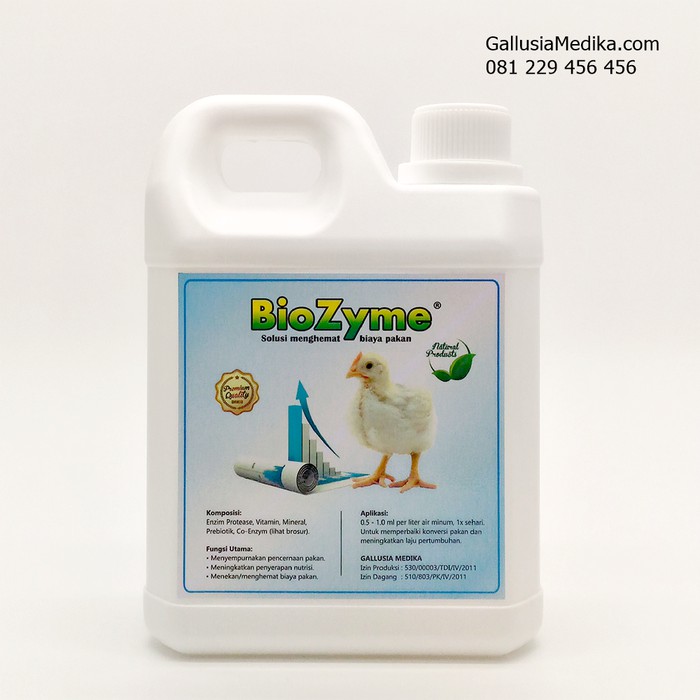 GallusiaMedika.com
081 229 456 456
BioZyme®
Solusi menghemat biaya pakan
Natural
Products
Premium
Quality
Komposisi:
Enzim Protease, Vitamin, Mineral,
Prebiotik, Co-Enzym (lihat brosur).
Fungsi Utama:
• Menyempurnakan pencernaan pakan.
• Meningkatkan penyerapan nutrisi.
• Menekan/menghemat biaya pakan.
Aplikasi:
0.5 - 1.0 ml per liter air minum, 1x sehari.
Untuk memperbaiki konversi pakan dan
meningkatkan laju pertumbuhan.
GALLUSIA MEDIKA
Izin Produksi : 530/00003/TDI/IV/2011
Izin Dagang : 510/803/PK/IV/2011